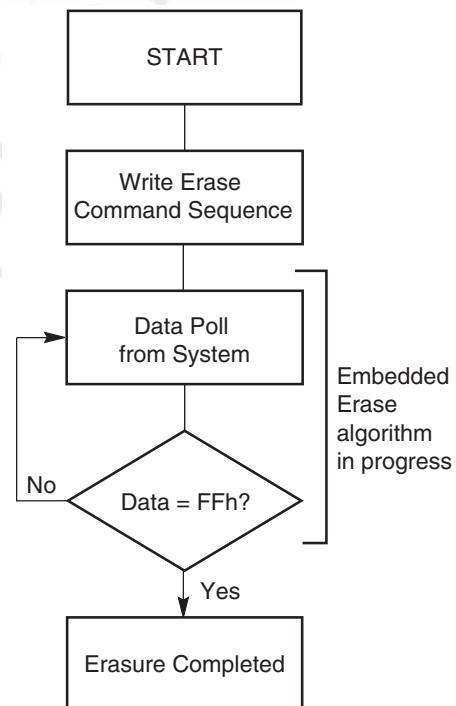 START
Write Erase
Command Sequence
Data Poll
from System
Embedded
Erase
algorithm
in progress
No
Data = FFh?
Yes
Erasure Completed